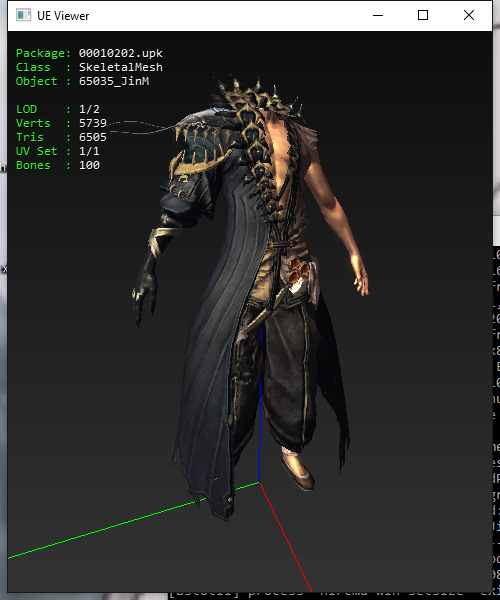 UE Viewer
Package: 00010202.upk
Class : SkeletalMesh
Object : 65035_JinM
LOD : 1/2
Verts : 5739
Tris : 6505
UV Set : 1/1
Bones : 100